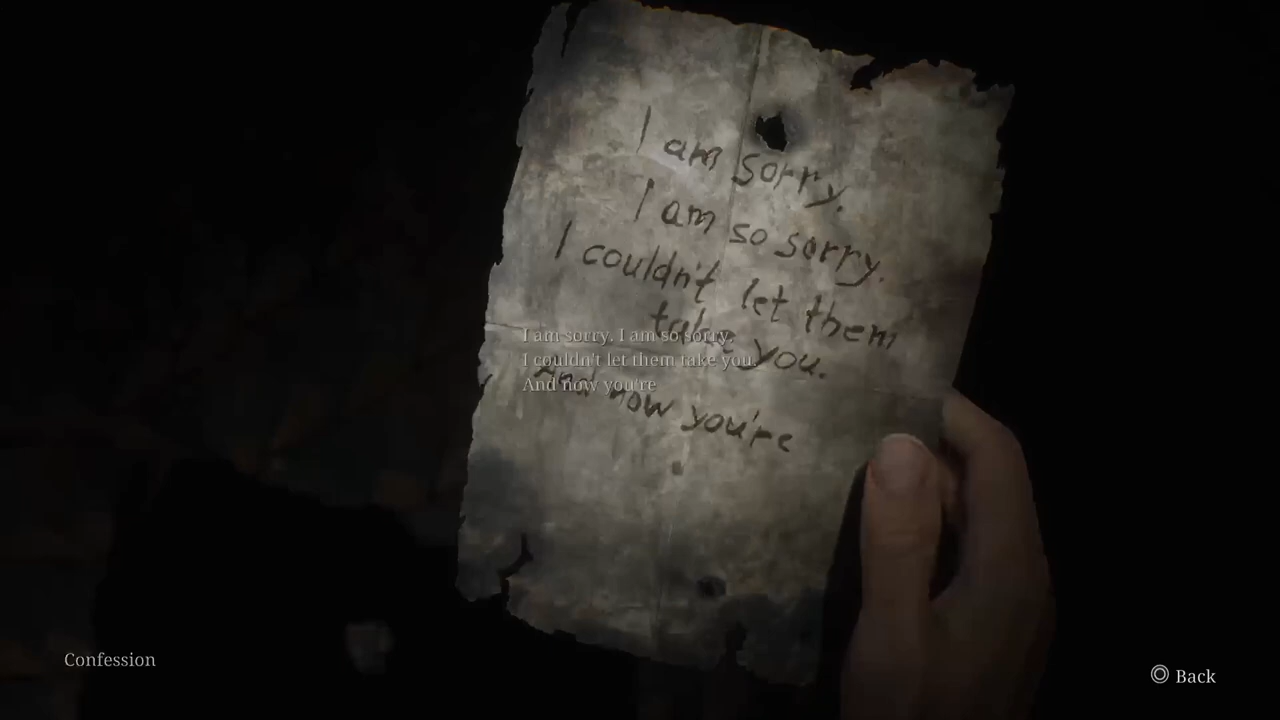 I am sorry.
I am so sorry.
I couldn't let them
take you.
And now you're
I am sorry. I am so sorry.
I couldn't let them take you.
And now you're
Confession
Back